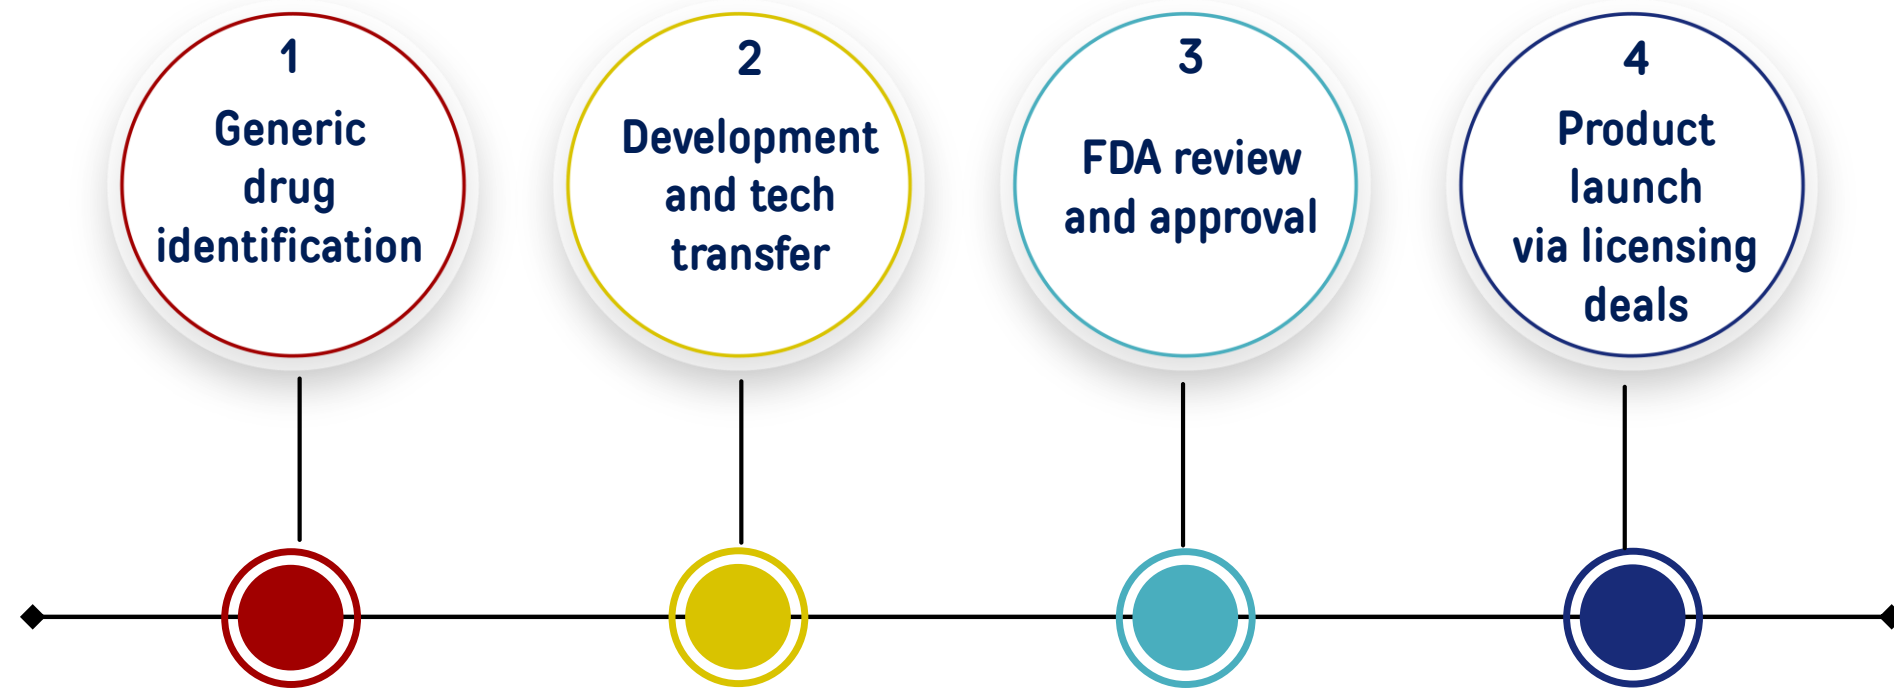 1
Generic
drug
identification
2
Development
and tech
transfer
3
FDA review
and approval
4
Product
launch
via licensing
deals